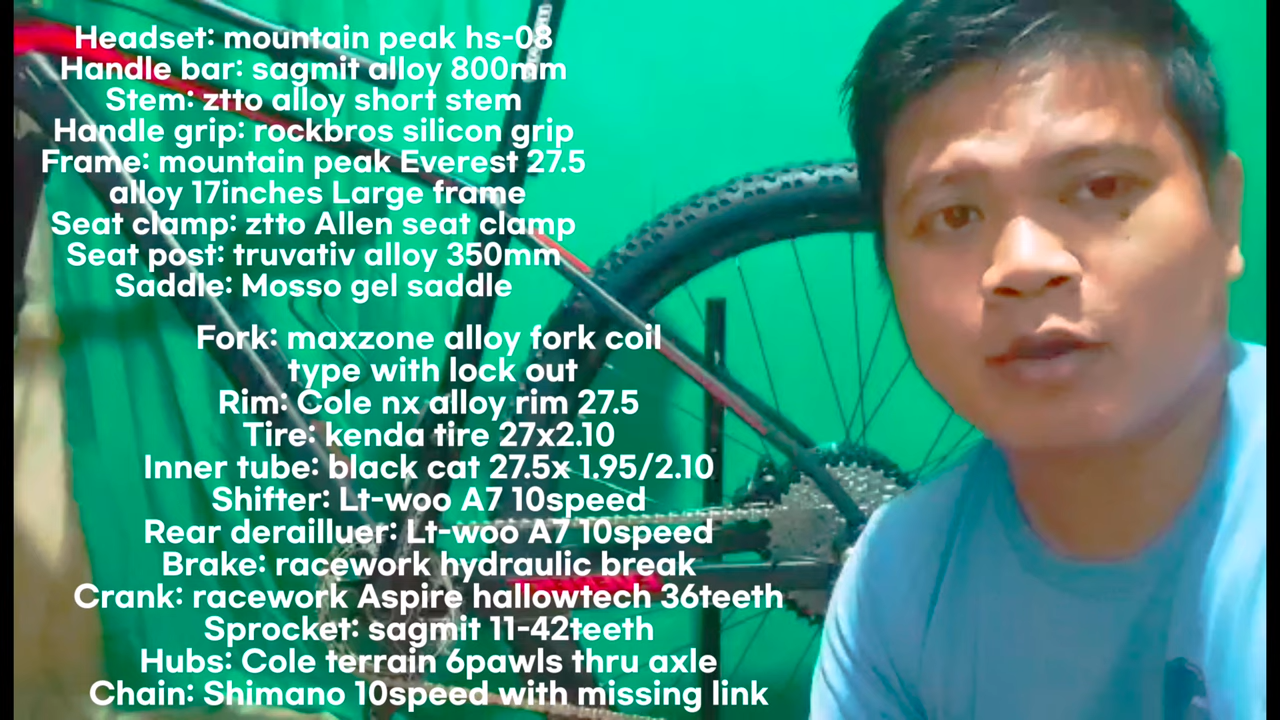 Headset: mountain peak hs-08
Handle bar: sagmit alloy 800mm
Stem: ztto alloy short stem
Handle grip: rockbros silicon grip
Frame: mountain peak Everest 27.5
alloy 17inches Large frame
Seat clamp: ztto Allen seat clamp
Seat post: truvativ alloy 350mm
Saddle: Mosso gel saddle
Fork: maxzone alloy fork coil
type with lock out
Rim: Cole nx alloy rim 27.5
Tire: kenda tire 27x2.10
Inner tube: black cat 27.5x 1.95/2.10
Shifter: Lt-woo A7 10speed
Rear derailluer: Lt-woo A7 10speed
Brake: racework hydraulic break
Crank: racework Aspire hallowtech 36teeth
Sprocket: sagmit 11-42teeth
Hubs: Cole terrain 6pawls thru axle
Chain: Shimano 10speed with missing link